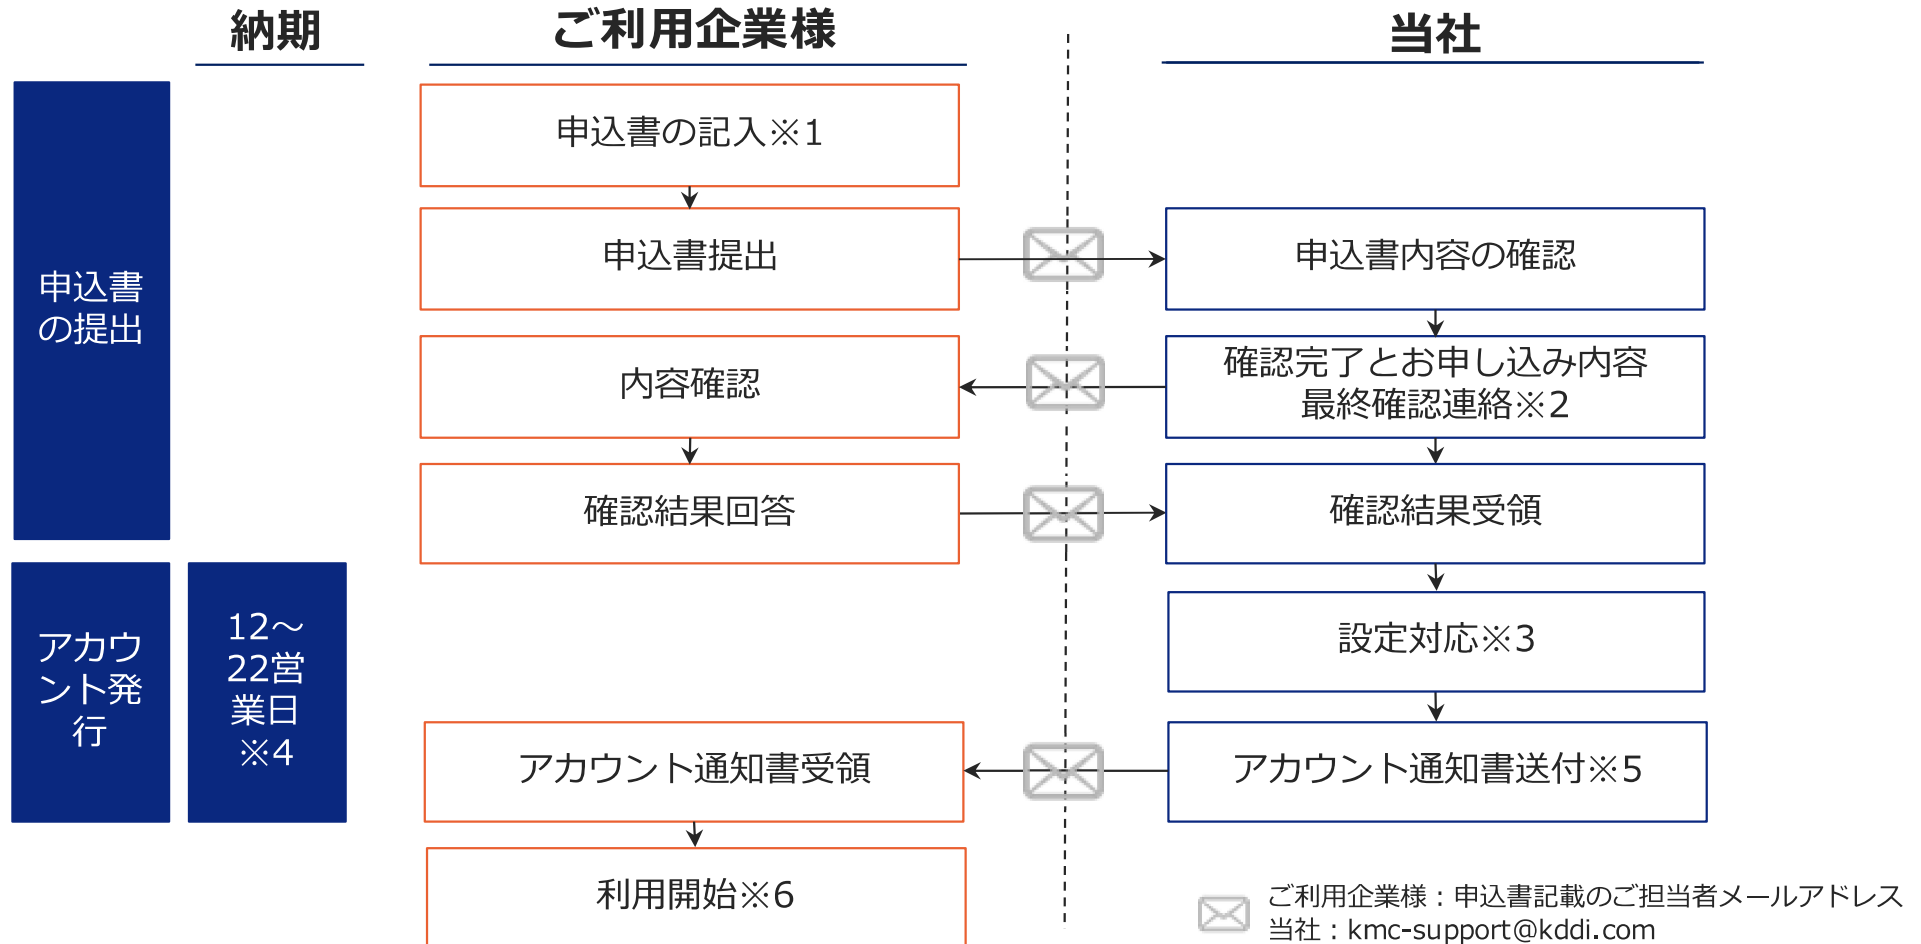 納期
ご利用企業様
当社
申込書
の提出
申込書の記入※1
申込書提出
申込書内容の確認
内容確認
確認完了とお申し込み内容
最終確認連絡※2
確認結果回答
確認結果受領
アカウ
ント発
行
12～
22営
業日
※4
設定対応※3
アカウント通知書受領
アカウント通知書送付※5
利用開始※6
ご利用企業様：申込書記載のご担当者メールアドレス
当社：kmc-support@kddi.com